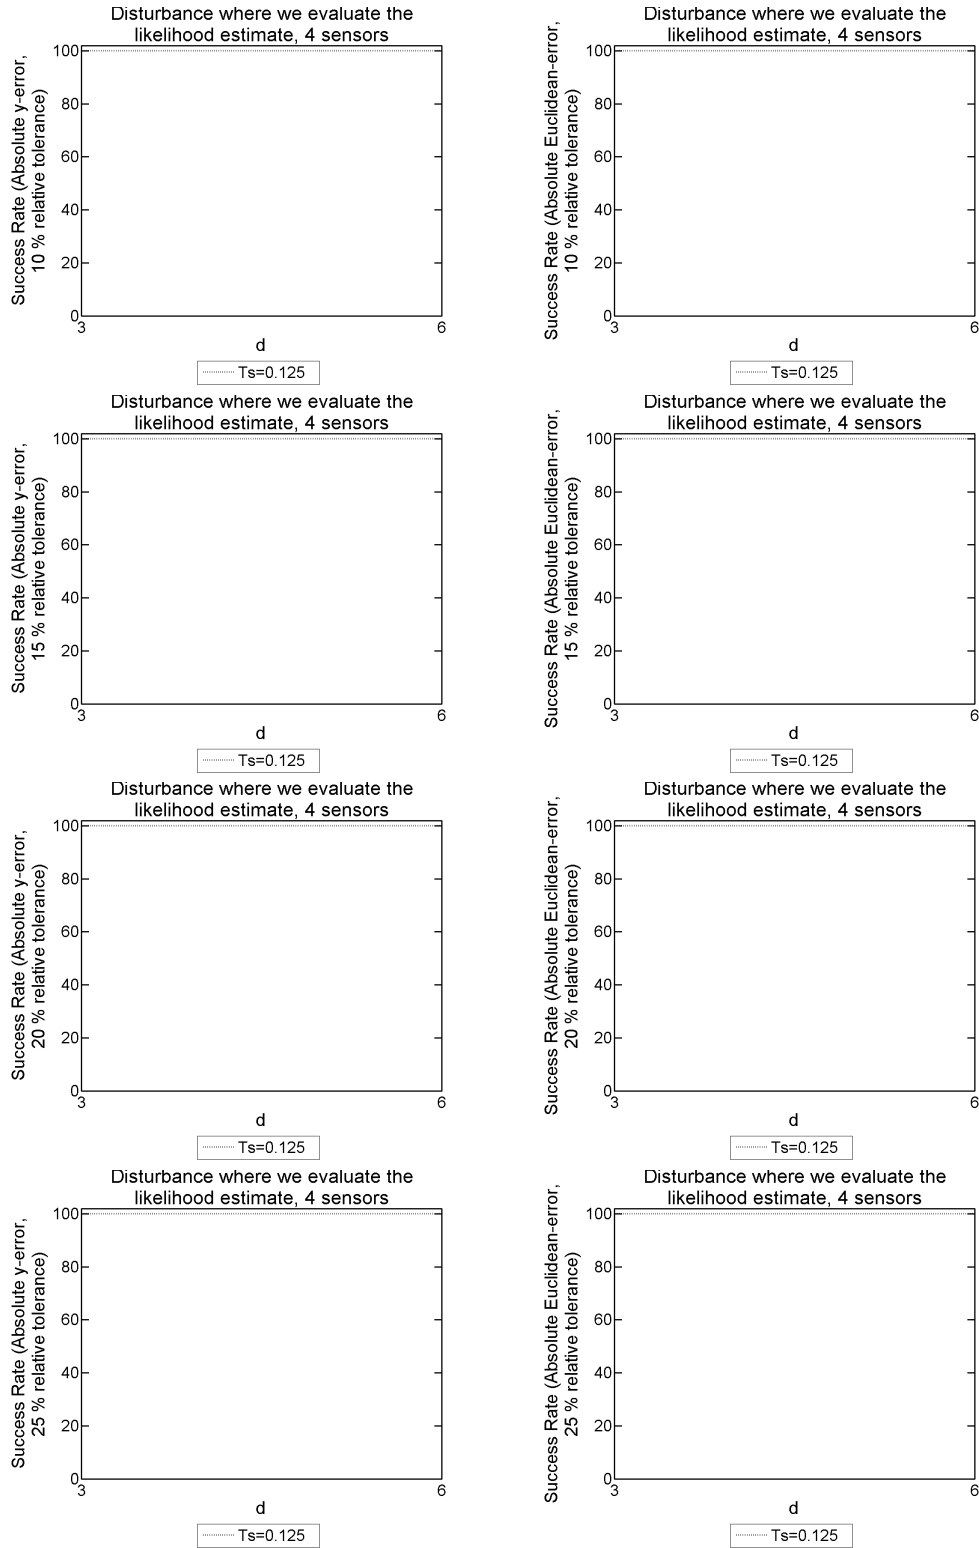 Disturbance where we evaluate the
likelihood estimate, 4 sensors
Success Rate (Absolute y-error,
10 % relative tolerance)
100
80
60
40
20
0
3
6
d
Ts=0.125
Disturbance where we evaluate the
likelihood estimate, 4 sensors
Success Rate (Absolute Euclidean-error,
10 % relative tolerance)
100
80
60
40
20
0
3
6
d
Ts=0.125
Disturbance where we evaluate the
likelihood estimate, 4 sensors
Success Rate (Absolute y-error,
15 % relative tolerance)
100
80
60
40
20
0
3
6
d
Ts=0.125
Disturbance where we evaluate the
likelihood estimate, 4 sensors
Success Rate (Absolute Euclidean-error,
15 % relative tolerance)
100
80
60
40
20
0
3
6
d
Ts=0.125
Disturbance where we evaluate the
likelihood estimate, 4 sensors
Success Rate (Absolute y-error,
20 % relative tolerance)
100
80
60
40
20
0
3
6
d
Ts=0.125
Disturbance where we evaluate the
likelihood estimate, 4 sensors
Success Rate (Absolute Euclidean-error,
20 % relative tolerance)
100
80
60
40
20
0
3
6
d
Ts=0.125
Disturbance where we evaluate the
likelihood estimate, 4 sensors
Success Rate (Absolute y-error,
25 % relative tolerance)
100
80
60
40
20
0
3
6
d
Ts=0.125
Disturbance where we evaluate the
likelihood estimate, 4 sensors
Success Rate (Absolute Euclidean-error,
25 % relative tolerance)
100
80
60
40
20
0
3
6
d
Ts=0.125